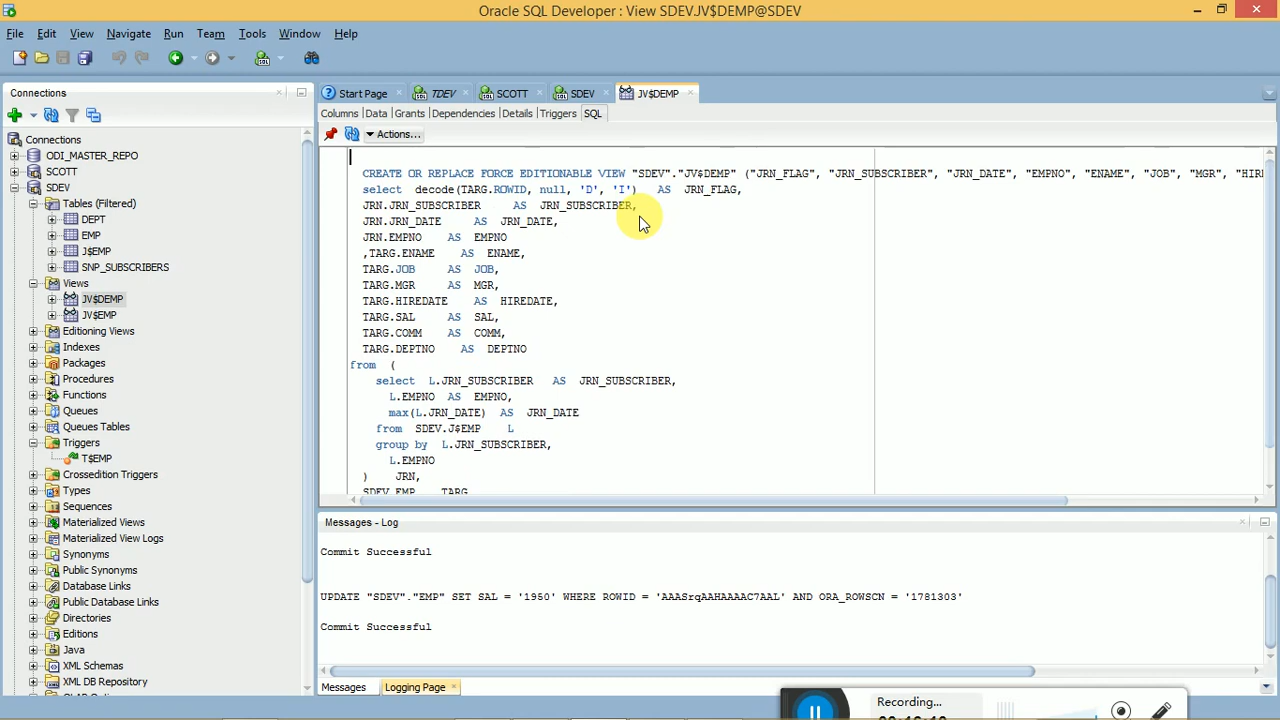 Oracle SQL Developer : View SDEVJV$DEMP@SDEV
File Edit View Navigate Run Team Tools Window Help
Connections
Start Page TDEV SCOTT SDEV JV$DEMP
Columns Data Grants Dependencies Details Triggers SQL
Actions...
Connections
ODI_MASTER_REPO
SCOTT
SDEV
Tables (Filtered)
DEPT
EMP
J$EMP
SNP_SUBSCRIBERS
Views
JV$DEMP
JV$EMP
Editioning Views
Indexes
Packages
Procedures
Functions
Queues
Queues Tables
Triggers
T$EMP
Crossedition Triggers
Types
Sequences
Materialized Views
Materialized View Logs
Synonyms
Public Synonyms
Database Links
Public Database Links
Directories
Editions
Java
XML Schemas
XML DB Repository
CREATE OR REPLACE FORCE EDITIONABLE VIEW "SDEV"."JV$DEMP" ("JRN_FLAG", "JRN_SUBSCRIBER", "JRN_DATE", "EMPNO", "ENAME", "JOB", "MGR", "HIRE
select decode(TARG.ROWID, null, 'D', 'I') AS JRN_FLAG,
JRN.JRN_SUBSCRIBER AS JRN_SUBSCRIBER,
JRN.JRN_DATE AS JRN_DATE,
JRN.EMPNO AS EMPNO
,TARG.ENAME AS ENAME,
TARG.JOB AS JOB,
TARG.MGR AS MGR,
TARG.HIREDATE AS HIREDATE,
TARG.SAL AS SAL,
TARG.COMM AS COMM,
TARG.DEPTNO AS DEPTNO
from (
select L.JRN_SUBSCRIBER AS JRN_SUBSCRIBER,
L.EMPNO AS EMPNO,
max(L.JRN_DATE) AS JRN_DATE
from SDEV.J$EMP L
group by L.JRN_SUBSCRIBER,
L.EMPNO
) JRN,
SDEV.EMP TARG
Messages - Log
Commit Successful
UPDATE "SDEV"."EMP" SET SAL = '1950' WHERE ROWID = 'AAASrqAAHAAAAC7AAL' AND ORA_ROWSCN = '1781303'
Commit Successful
Messages Logging Page
Recording...